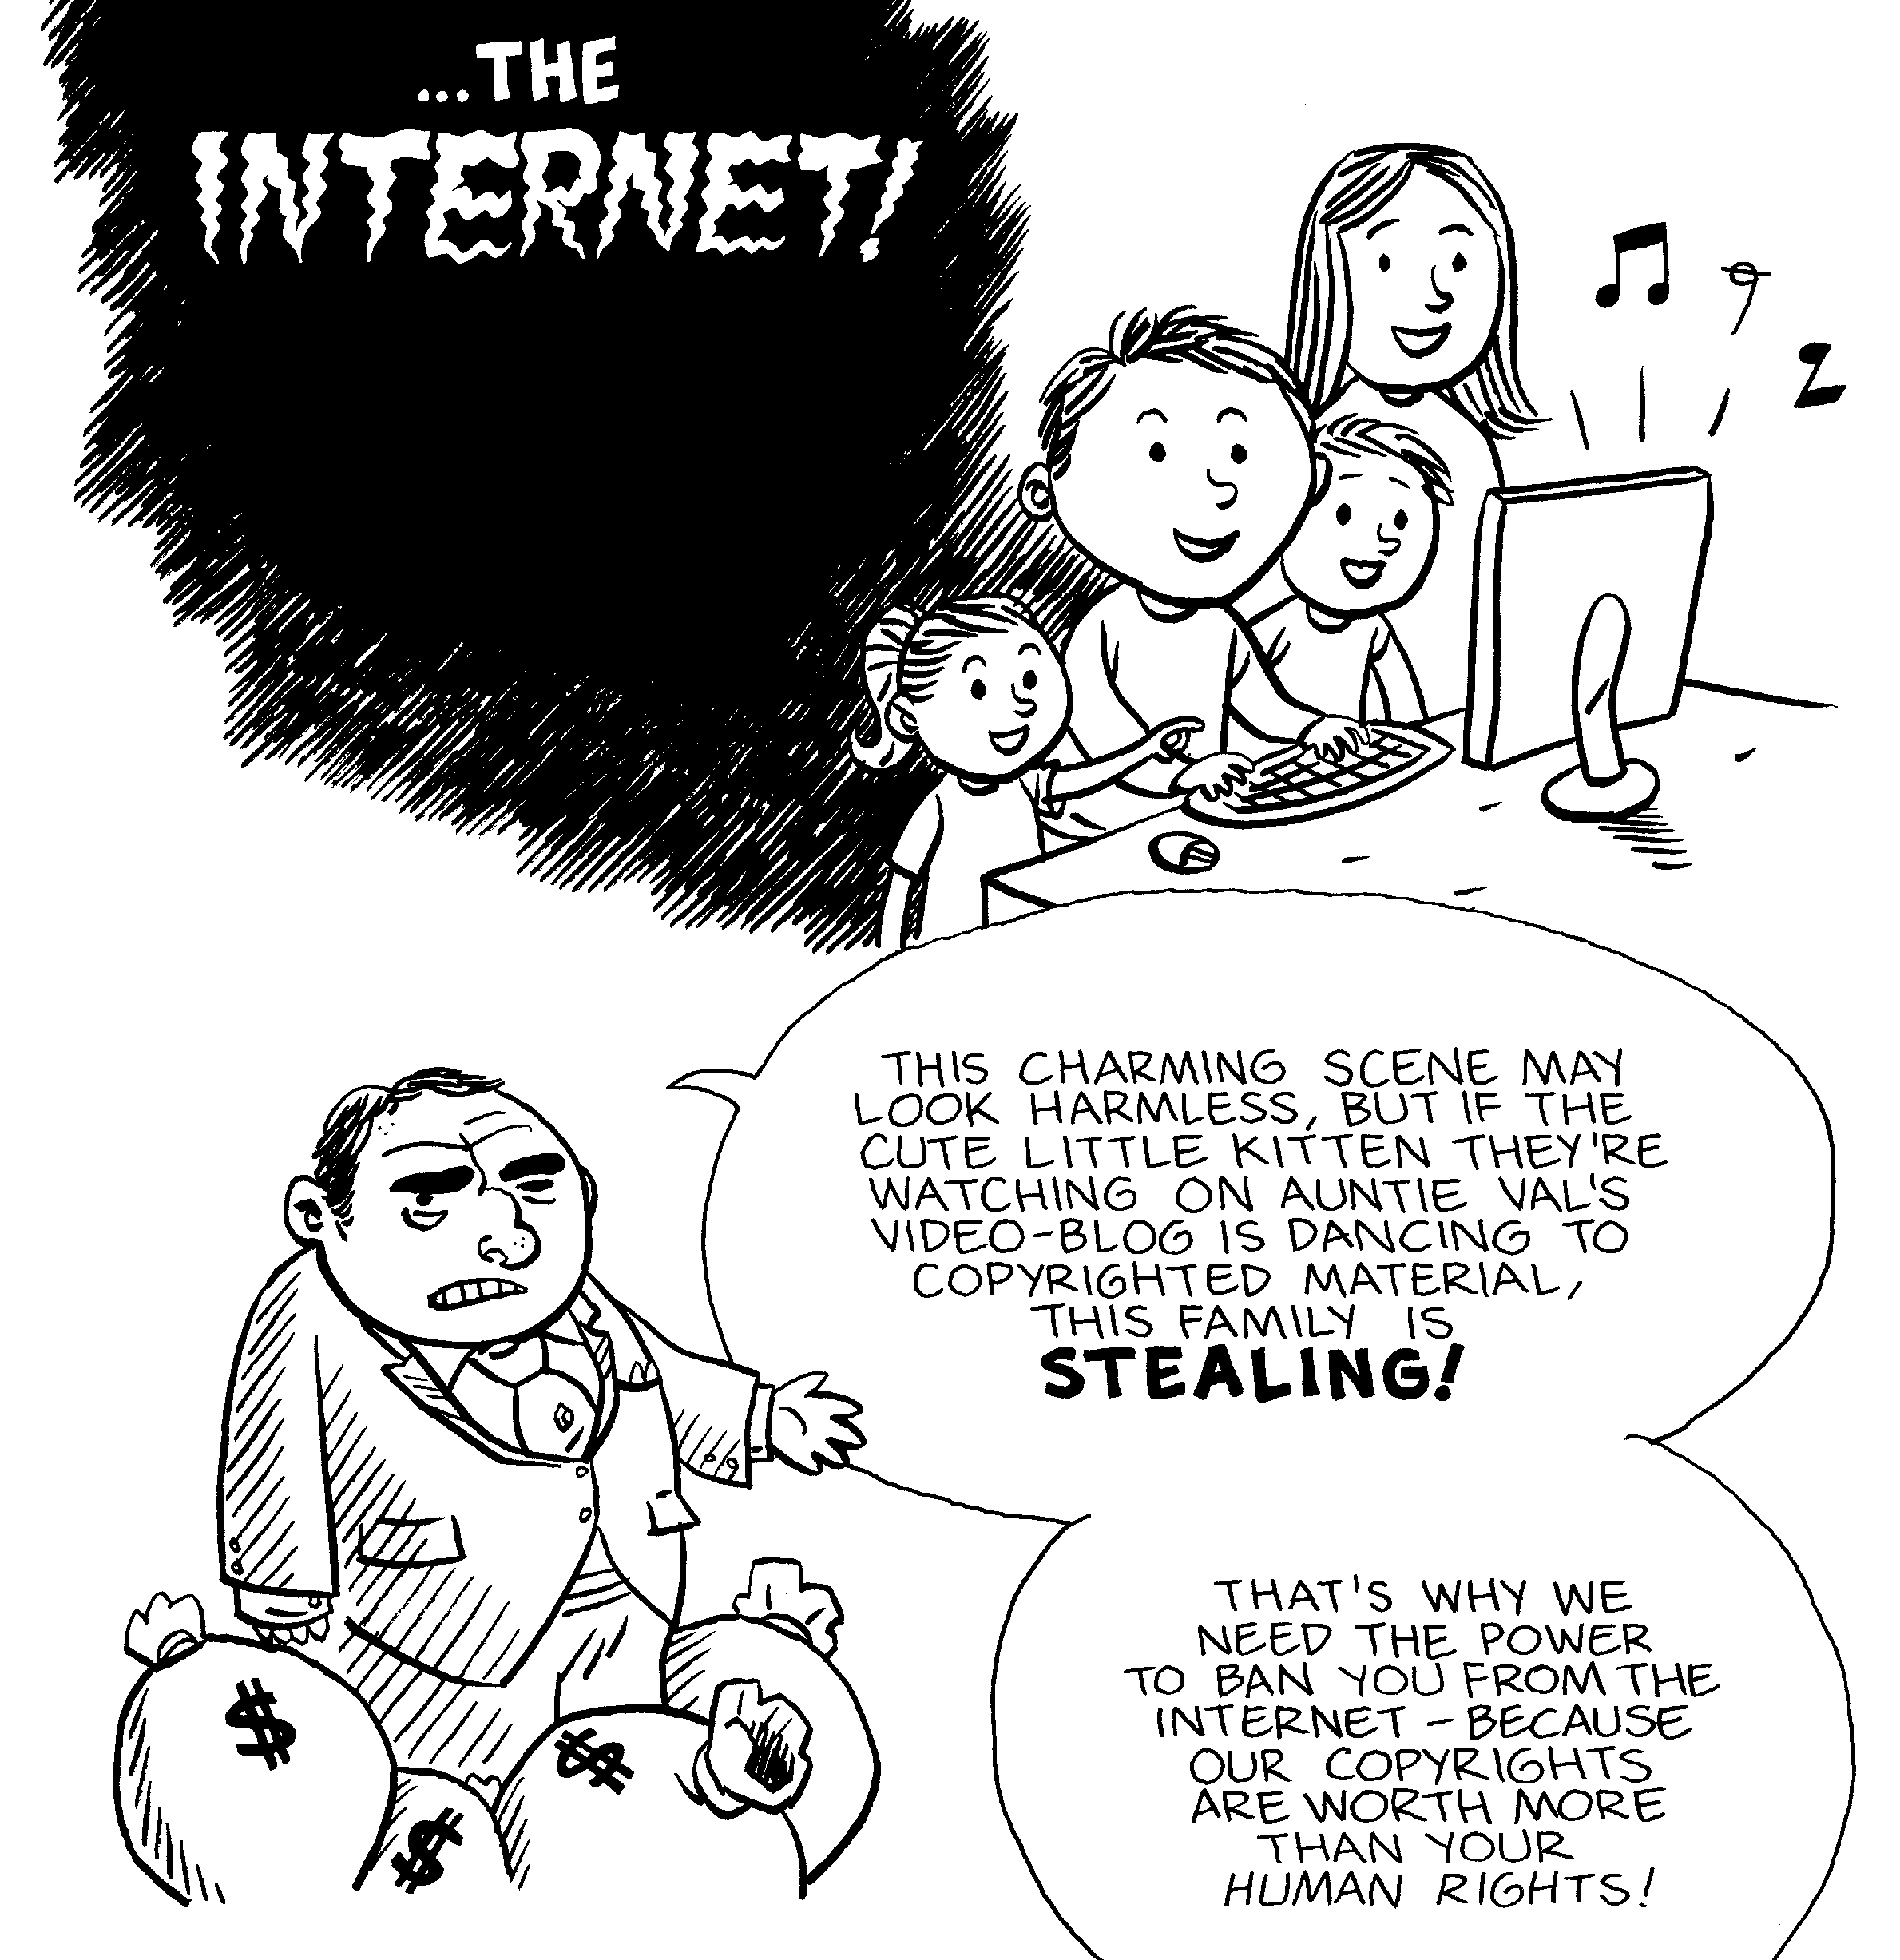 ...THE
INTERNET!
THIS CHARMING SCENE MAY
LOOK HARMLESS, BUT IF THE
CUTE LITTLE KITTEN THEY'RE
WATCHING ON AUNTIE VAL'S
VIDEO-BLOG IS DANCING TO
COPYRIGHTED MATERIAL,
THIS FAMILY IS
STEALING!
THAT'S WHY WE
NEED THE POWER
TO BAN YOU FROM THE
INTERNET - BECAUSE
OUR COPYRIGHTS
ARE WORTH MORE
THAN YOUR
HUMAN RIGHTS!
$
$
$